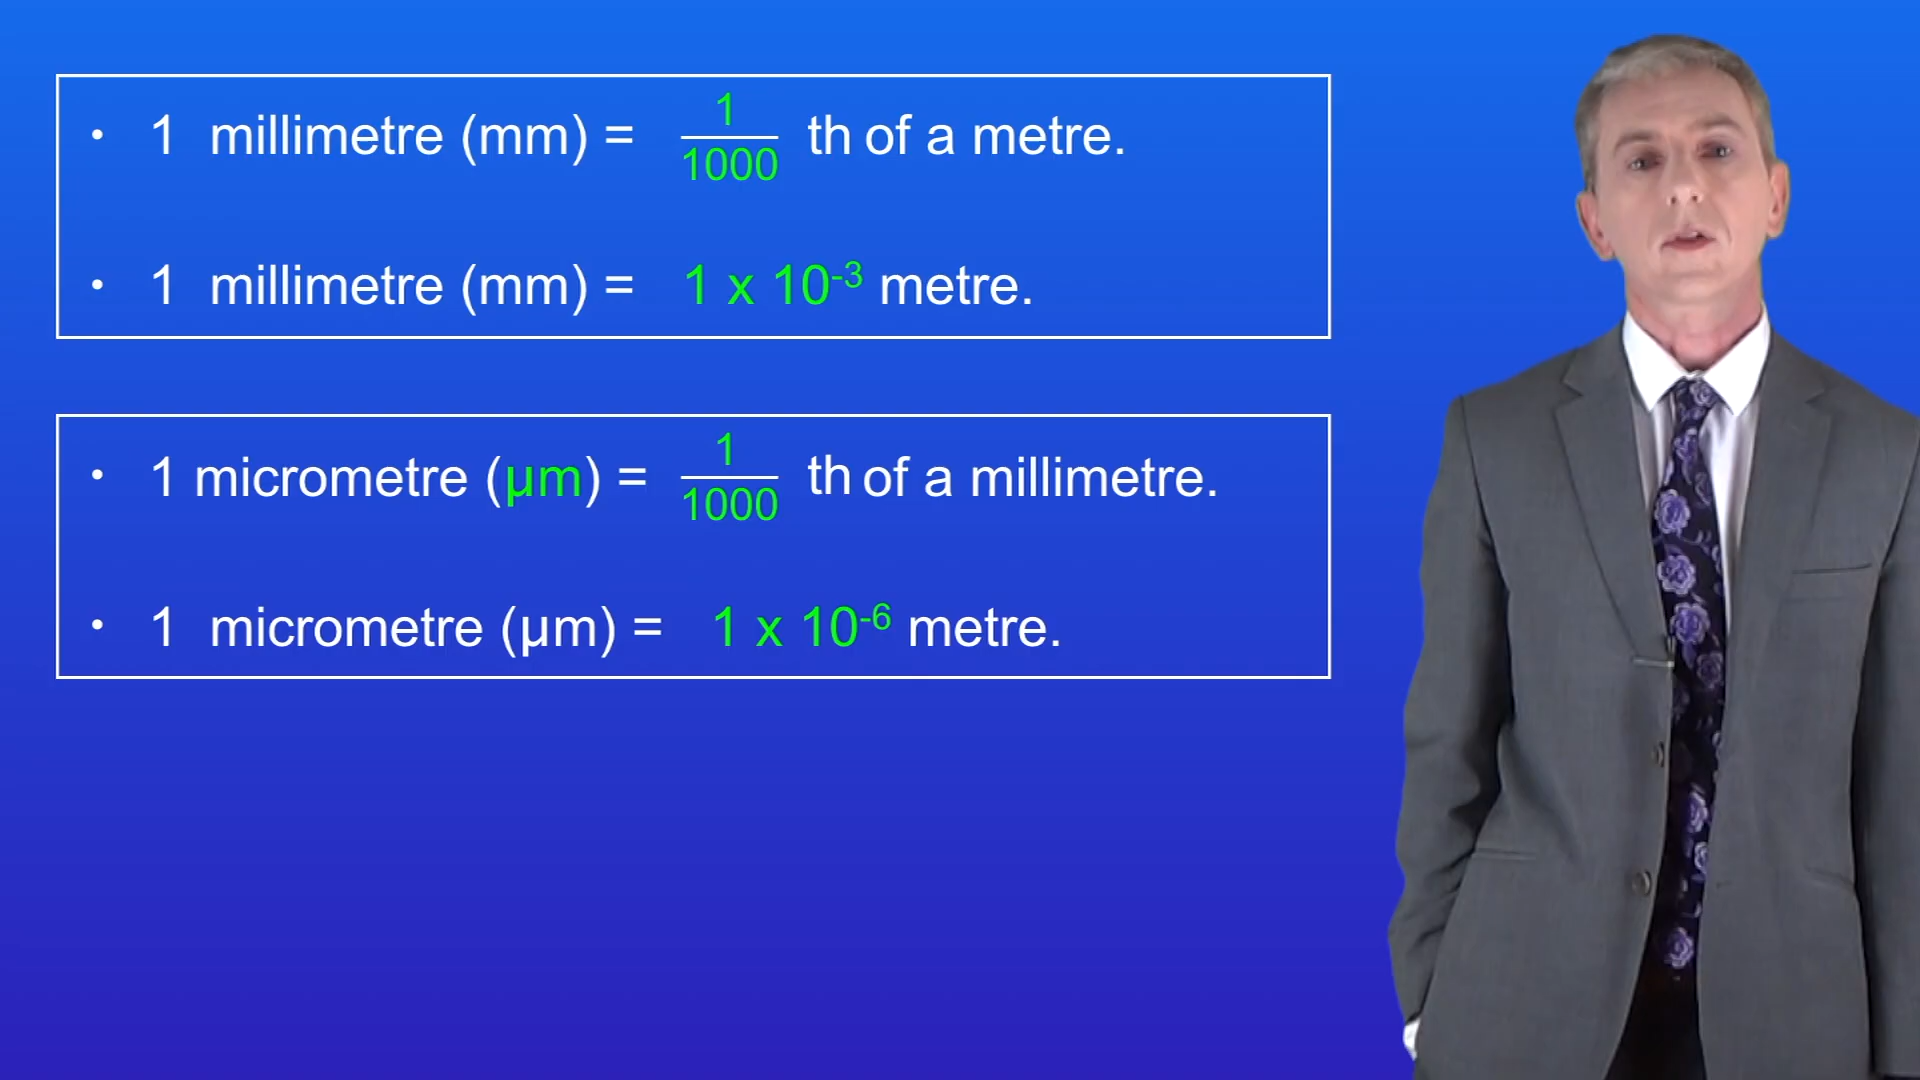 • 1 millimetre (mm) = 1/1000 th of a metre.
• 1 millimetre (mm) = 1 x 10⁻³ metre.
• 1 micrometre (µm) = 1/1000 th of a millimetre.
• 1 micrometre (µm) = 1 x 10⁻⁶ metre.